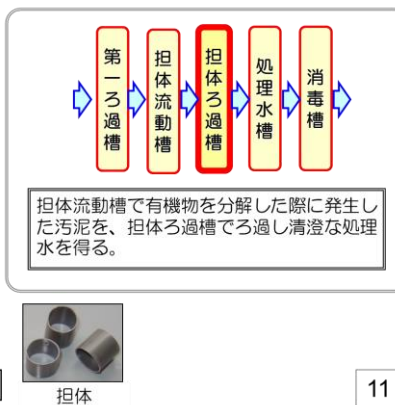 第一ろ過槽
担体流動槽
担体ろ過槽
処理水槽
消毒槽
担体流動槽で有機物を分解した際に発生し
た汚泥を、担体ろ過槽でろ過し清澄な処理
水を得る。
担体
11